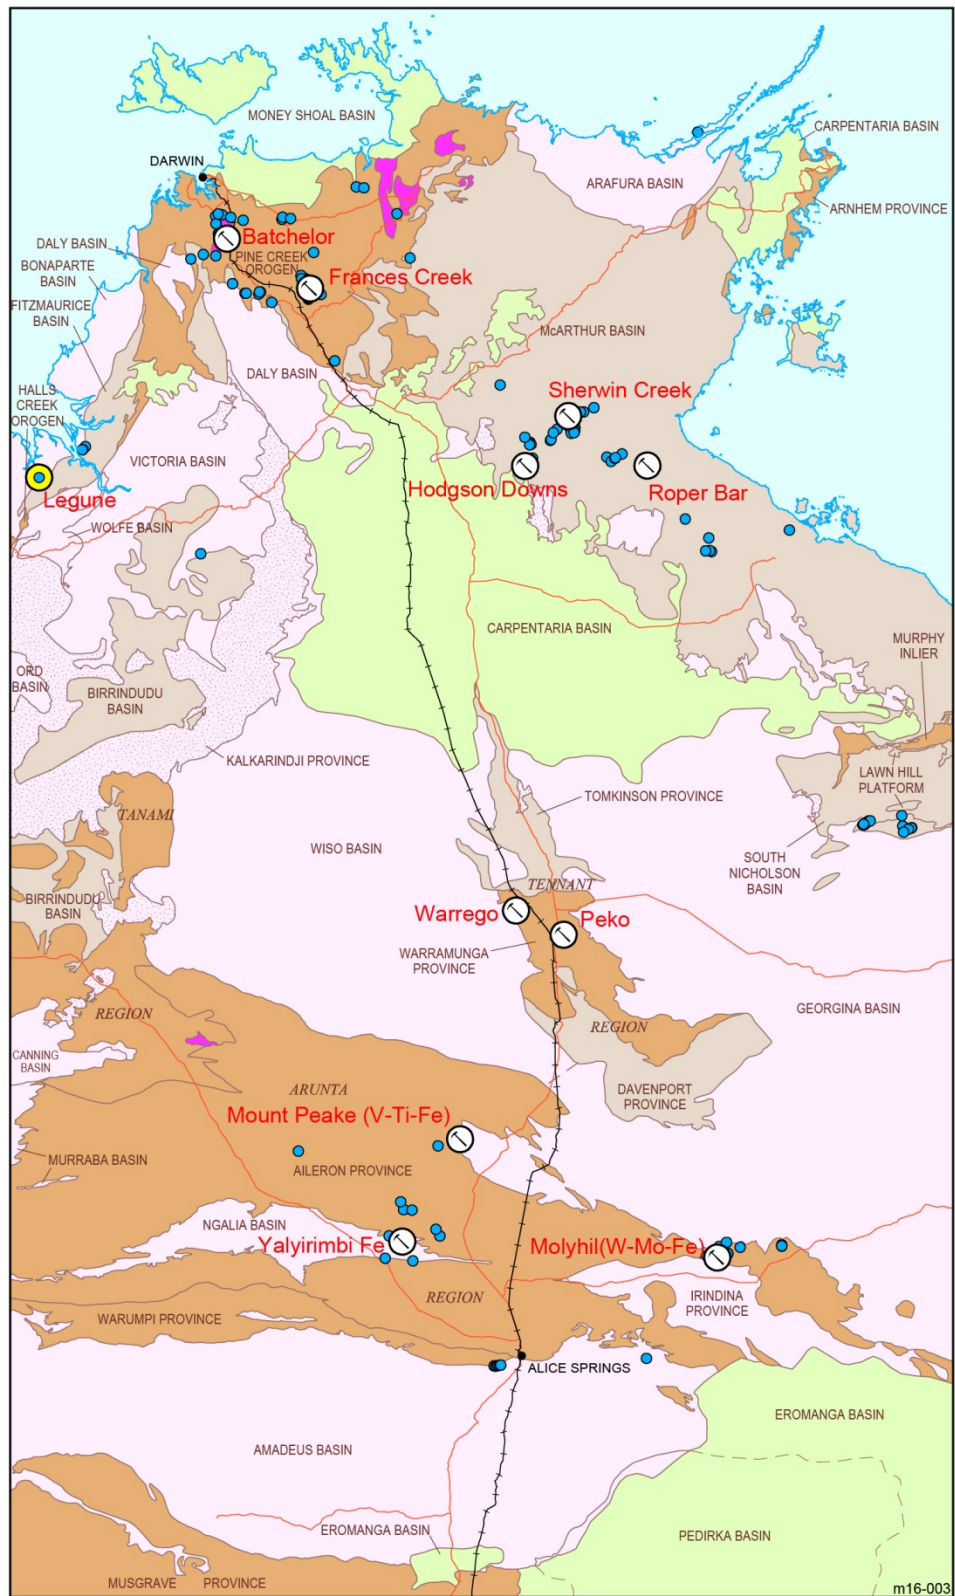 MONEY SHOAL BASIN
CARPENTARIA BASIN
DARWIN
ARAFURA BASIN
ARNHEM PROVINCE
Batchelor
DALY BASIN
PINE CREEK
OROGEN
BONAPARTE
BASIN
Frances Creek
FITZMAURICE
BASIN
McARTHUR BASIN
DALY BASIN
HALLS
CREEK
OROGEN
Sherwin Creek
VICTORIA BASIN
Hodgson Downs
Roper Bar
Legune
WOLFE BASIN
CARPENTARIA BASIN
MURPHY
INLIER
ORD
BASIN
BIRRINDUDU
BASIN
KALKARINDJI PROVINCE
LAWN HILL
PLATFORM
TOMKINSON PROVINCE
TANAMI
WISO BASIN
SOUTH
NICHOLSON
BASIN
BIRRINDUDU
BASIN
TENNANT
Warrego
Peko
WARRAMUNGA
PROVINCE
REGION
GEORGINA BASIN
REGION
CANNING
BASIN
ARUNTA
DAVENPORT
PROVINCE
Mount Peake (V-Ti-Fe)
MURRABA BASIN
AILERON PROVINCE
NGALIA BASIN
Yalyirimbi Fe
Molyhil(W-Mo-Fe)
REGION
IRINDINA
PROVINCE
WARUMPI PROVINCE
ALICE SPRINGS
EROMANGA BASIN
AMADEUS BASIN
EROMANGA BASIN
PEDIRKA BASIN
MUSGRAVE PROVINCE
m16-003